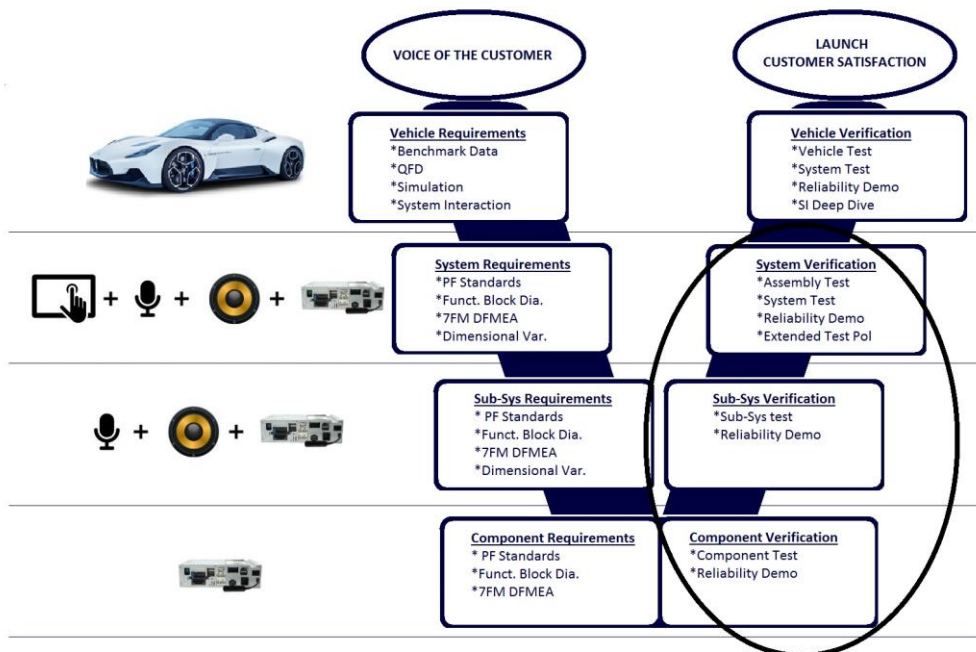 VOICE OF THE CUSTOMER
LAUNCH
CUSTOMER SATISFACTION
Vehicle Requirements
*Benchmark Data
*QFD
*Simulation
*System Interaction
Vehicle Verification
*Vehicle Test
*System Test
*Reliability Demo
*SI Deep Dive
System Requirements
*PF Standards
*Funct. Block Dia.
*7FM DFMEA
*Dimensional Var.
System Verification
*Assembly Test
*System Test
*Reliability Demo
*Extended Test Pol
Sub-Sys Requirements
* PF Standards
*Funct. Block Dia.
*7FM DFMEA
*Dimensional Var.
Sub-Sys Verification
*Sub-Sys test
*Reliability Demo
Component Requirements
* PF Standards
*Funct. Block Dia.
*7FM DFMEA
Component Verification
*Component Test
*Reliability Demo